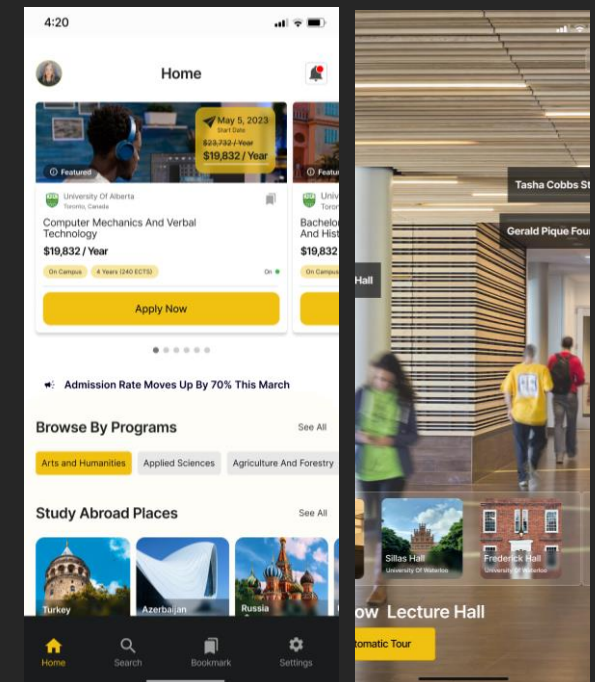 4:20
Home
May 5, 2023
Start Date
$23,732 / Year
$19,832 / Year
Featured
Featu
University Of Alberta
Toronto, Canada
Computer Mechanics And Verbal
Technology
$19,832 / Year
On Campus
4 Years (240 ECTS)
On
Apply Now
Univ
Toron
Bachelo
And Hist
$19,832
On Campus
Admission Rate Moves Up By 70% This March
Browse By Programs
See All
Arts and Humanities
Applied Sciences
Agriculture And Forestry
Study Abroad Places
See All
Turkey
Azerbaijan
Russia
Home
Search
Bookmark
Settings
Tasha Cobbs St
Gerald Pique Four
Hall
Sillas Hall
University Of Waterloo
Frederick Hall
University Of Waterloo
ow Lecture Hall
tomatic Tour